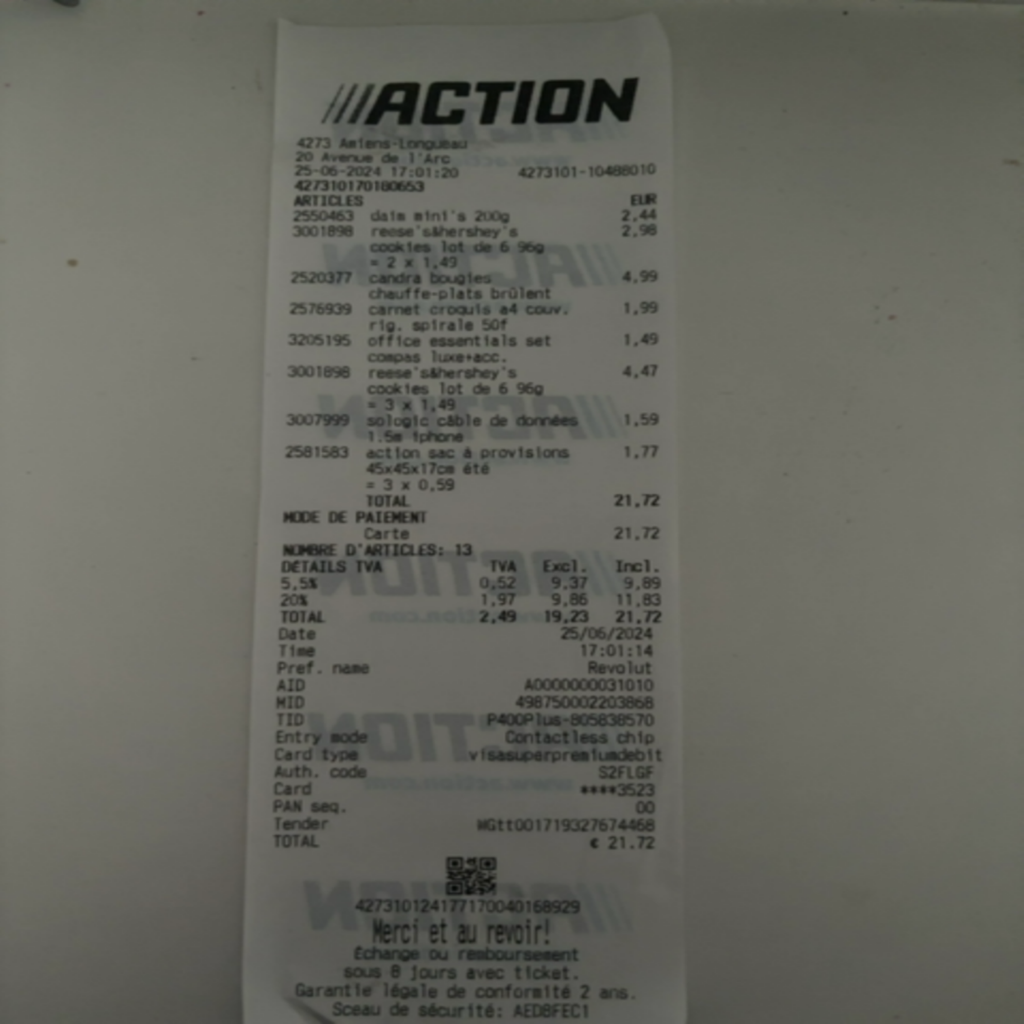 ///ACTION
4273 Amiens-Longueau
20 Avenue de l'Arc
25-06-2024 17:01:20 4273101-10488010
427310170180653
ARTICLES EUR
2550463 daim mini's 200g 2,44
3001898 reese's&hershey's 2,98
cookies lot de 6 96g
= 2 x 1,49
2520377 candra bougies 4,99
chauffe-plats brûlent
2576939 carnet croquis a4 couv. 1,99
rig. spirale 50f
3205195 office essentials set 1,49
compas luxe+acc.
3001898 reese's&hershey's 4,47
cookies lot de 6 96g
= 3 x 1,49
3007999 sologic câble de données 1,59
1.5m iphone
2581583 action sac à provisions 1,77
45x45x17cm été
= 3 x 0,59
TOTAL 21,72
MODE DE PAIEMENT
Carte 21,72
NOMBRE D'ARTICLES: 13
DÉTAILS TVA TVA Excl. Incl.
5,5% 0,52 9,37 9,89
20% 1,97 9,86 11,83
TOTAL 2,49 19,23 21,72
Date 25/06/2024
Time 17:01:14
Pref. name Revolut
AID A0000000031010
MID 498750002203868
TID P400Plus-805838570
Entry mode Contactless chip
Card type visasuperpremiumdebit
Auth. code S2FLGF
Card ****3523
PAN seq. 00
Tender MGtt001719327674468
TOTAL € 21.72
427310124177170040168929
Merci et au revoir!
Échange ou remboursement
sous 8 jours avec ticket.
Garantie légale de conformité 2 ans.
Sceau de sécurité: AED8FEC1